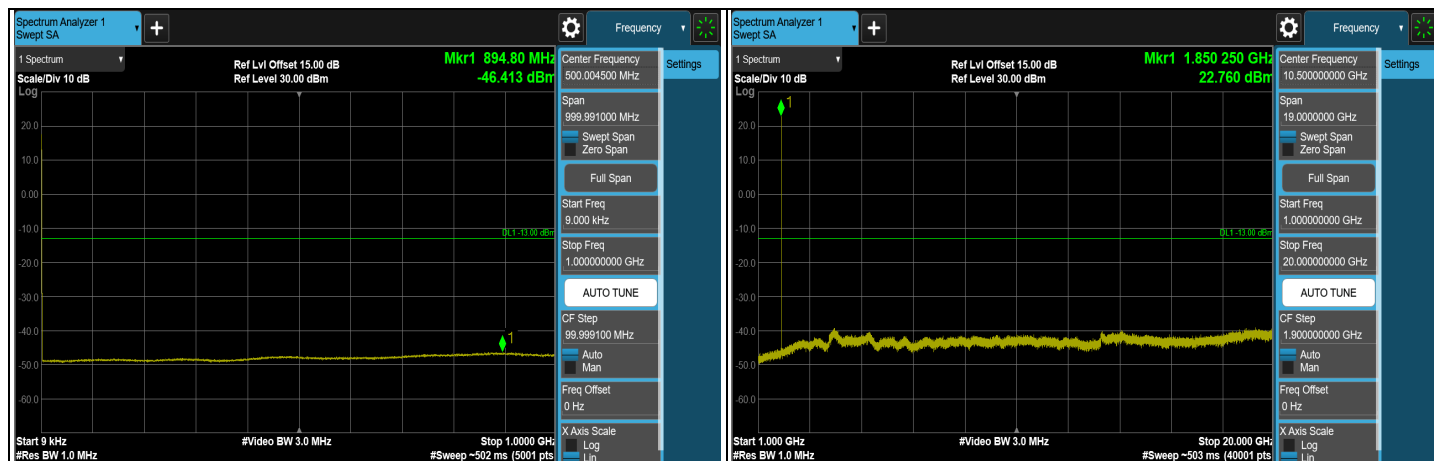 Spectrum Analyzer 1
Swept SA
+
Frequency
1 Spectrum
Scale/Div 10 dB
Log
Ref Lvl Offset 15.00 dB
Ref Level 30.00 dBm
Mkr1 894.80 MHz
-46.413 dBm
20.0
10.0
0.00
-10.0
-20.0
-30.0
-40.0
-50.0
-60.0
DL1 -13.00 dBm
1
Start 9 kHz
#Res BW 1.0 MHz
#Video BW 3.0 MHz
Stop 1.0000 GHz
#Sweep ~502 ms (5001 pts
Center Frequency
500.004500 MHz
Span
999.991000 MHz
Swept Span
Zero Span
Full Span
Start Freq
9.000 kHz
Stop Freq
1.000000000 GHz
AUTO TUNE
CF Step
99.999100 MHz
Auto
Man
Freq Offset
0 Hz
X Axis Scale
Log
Lin
Settings
Spectrum Analyzer 1
Swept SA
+
Frequency
1 Spectrum
Scale/Div 10 dB
Log
Ref Lvl Offset 15.00 dB
Ref Level 30.00 dBm
Mkr1 1.850 250 GHz
22.760 dBm
1
20.0
10.0
0.00
-10.0
-20.0
-30.0
-40.0
-50.0
-60.0
DL1 -13.00 dBm
Start 1.000 GHz
#Res BW 1.0 MHz
#Video BW 3.0 MHz
Stop 20.000 GHz
#Sweep ~503 ms (40001 pts
Center Frequency
10.500000000 GHz
Span
19.0000000 GHz
Swept Span
Zero Span
Full Span
Start Freq
1.000000000 GHz
Stop Freq
20.000000000 GHz
AUTO TUNE
CF Step
1.900000000 GHz
Auto
Man
Freq Offset
0 Hz
X Axis Scale
Log
Lin
Settings